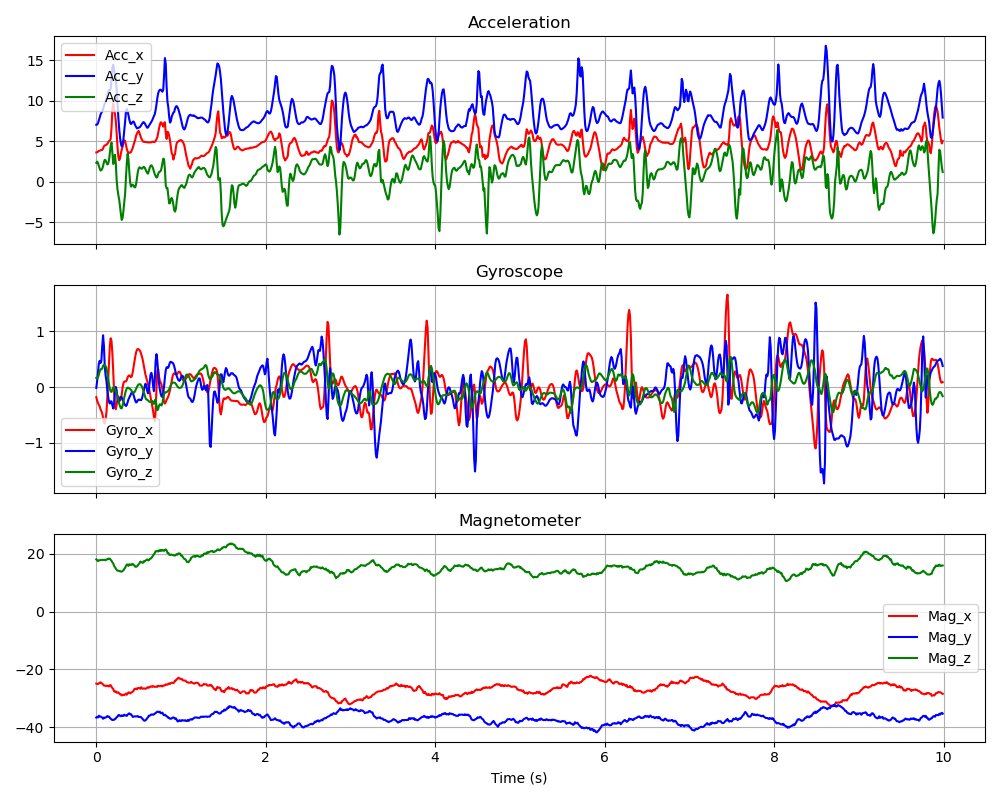 Acceleration
Acc_x
Acc_y
Acc_z
15
10
5
0
−5
Gyroscope
1
0
−1
Gyro_x
Gyro_y
Gyro_z
Magnetometer
20
0
−20
−40
Mag_x
Mag_y
Mag_z
0 2 4 6 8 10
Time (s)